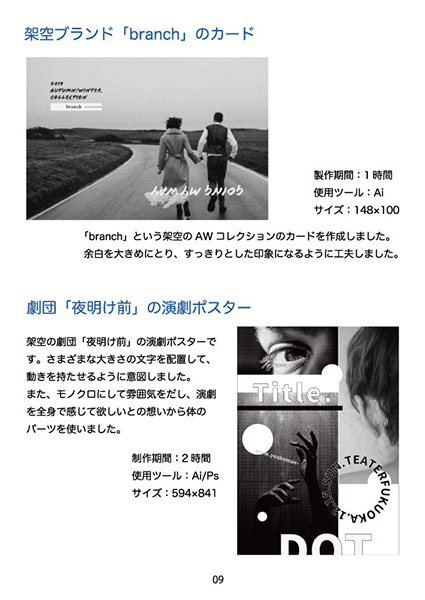 架空ブランド「branch」のカード
2019
AUTUMN/WINTER
COLLECTION
branch
GOING MY WAY
製作期間：1時間
使用ツール：Ai
サイズ：148×100
「branch」という架空のAWコレクションのカードを作成しました。
余白を大きめにとり、すっきりとした印象になるように工夫しました。
劇団「夜明け前」の演劇ポスター
架空の劇団「夜明け前」の演劇ポスターで
す。さまざまな大きさの文字を配置して、
動きを持たせるように意図しました。
また、モノクロにして雰囲気をだし、演劇
を全身で感じて欲しいとの想いから体の
パーツを使いました。
制作期間：2時間
使用ツール：Ai/Ps
サイズ：594×841
Title.
12.15.SUN.TEATERFUKUOKA.
DOT
09